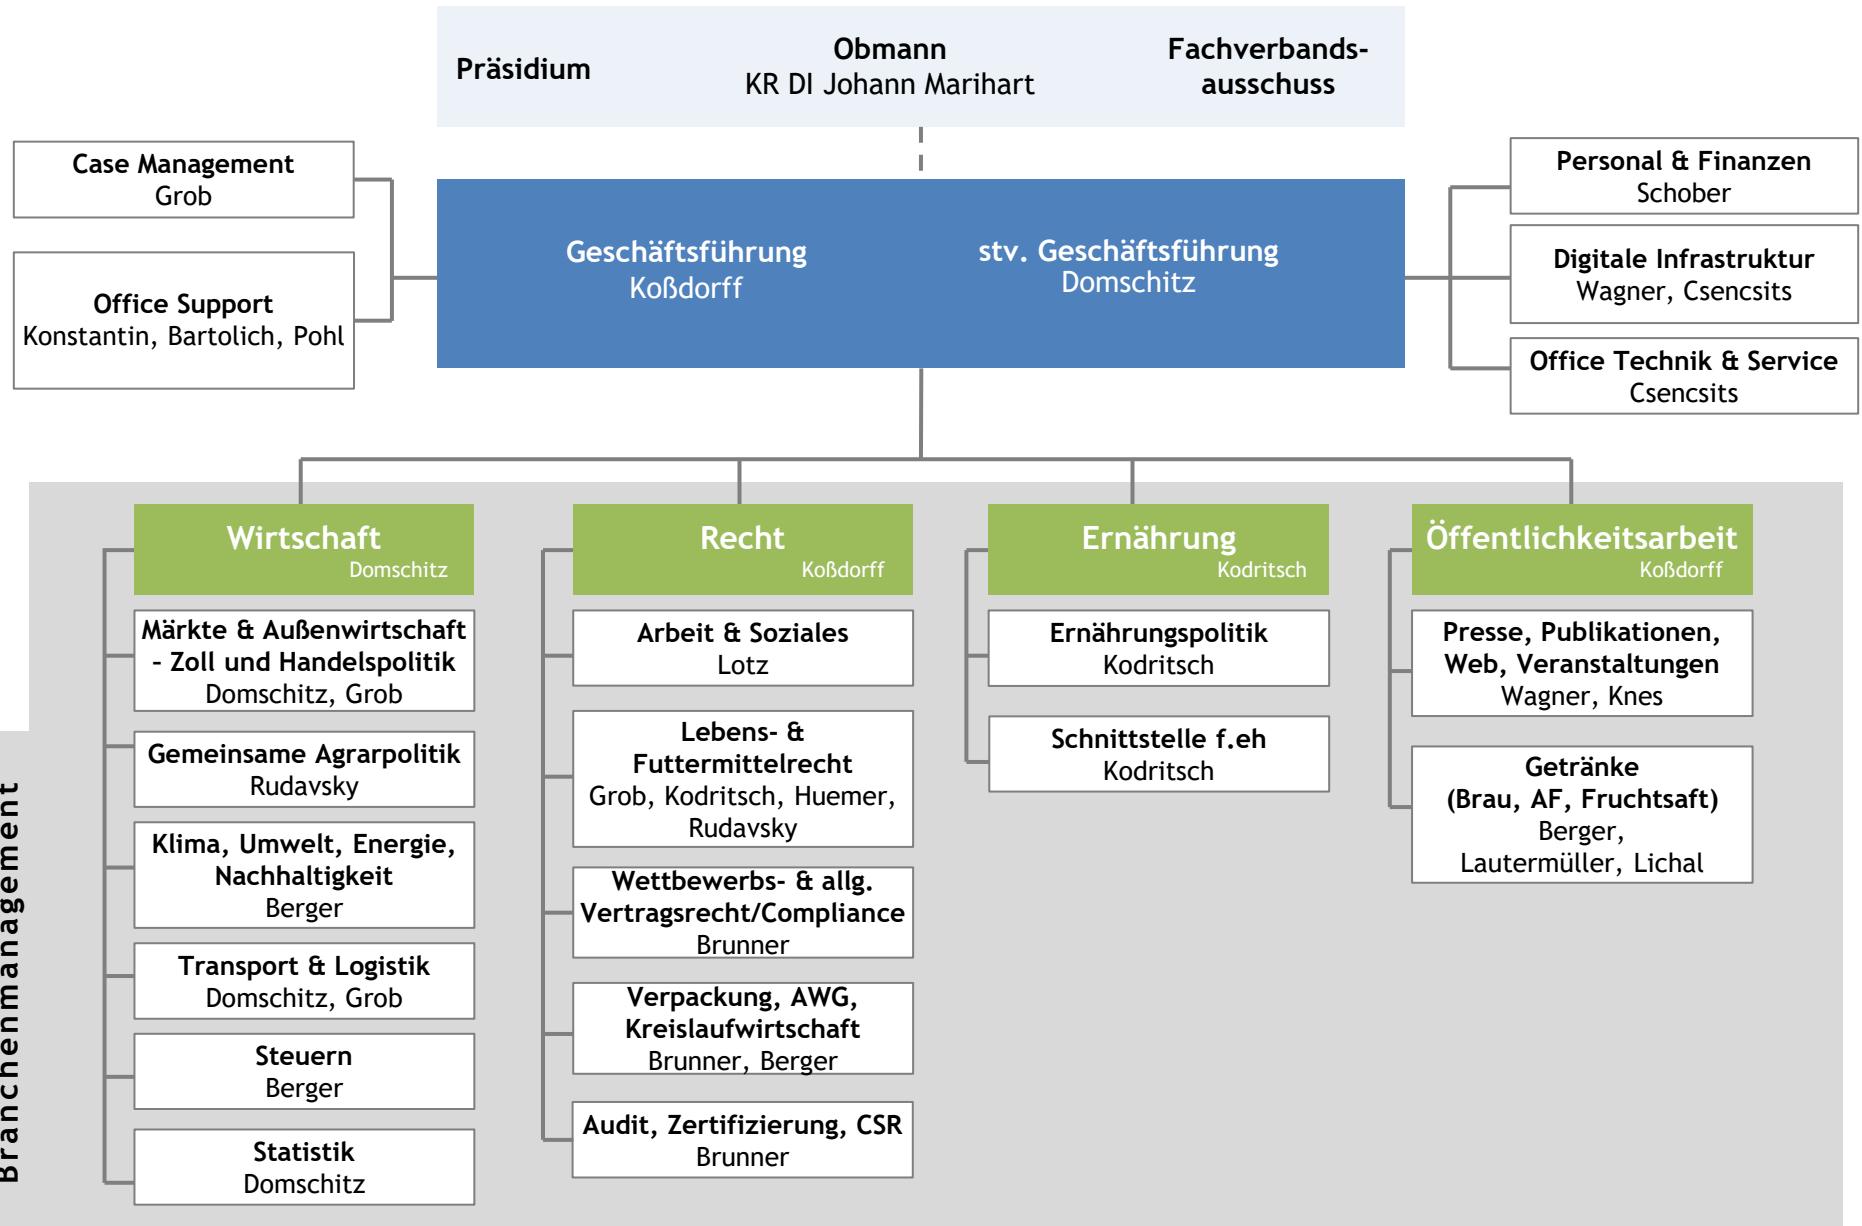 Präsidium
Obmann
KR DI Johann Marihart
Fachverbands-
ausschuss
Case Management
Grob
Office Support
Konstantin, Bartolich, Pohl
Geschäftsführung
Koßdorff
stv. Geschäftsführung
Domschitz
Personal & Finanzen
Schober
Digitale Infrastruktur
Wagner, Csencsits
Office Technik & Service
Csencsits
Branchenmanagement
Wirtschaft
Domschitz
Märkte & Außenwirtschaft
– Zoll und Handelspolitik
Domschitz, Grob
Gemeinsame Agrarpolitik
Rudavsky
Klima, Umwelt, Energie,
Nachhaltigkeit
Berger
Transport & Logistik
Domschitz, Grob
Steuern
Berger
Statistik
Domschitz
Recht
Koßdorff
Arbeit & Soziales
Lotz
Lebens- &
Futtermittelrecht
Grob, Kodritsch, Huemer,
Rudavsky
Wettbewerbs- & allg.
Vertragsrecht/Compliance
Brunner
Verpackung, AWG,
Kreislaufwirtschaft
Brunner, Berger
Audit, Zertifizierung, CSR
Brunner
Ernährung
Kodritsch
Ernährungspolitik
Kodritsch
Schnittstelle f.eh
Kodritsch
Öffentlichkeitsarbeit
Koßdorff
Presse, Publikationen,
Web, Veranstaltungen
Wagner, Knes
Getränke
(Brau, AF, Fruchtsaft)
Berger,
Lautermüller, Lichal